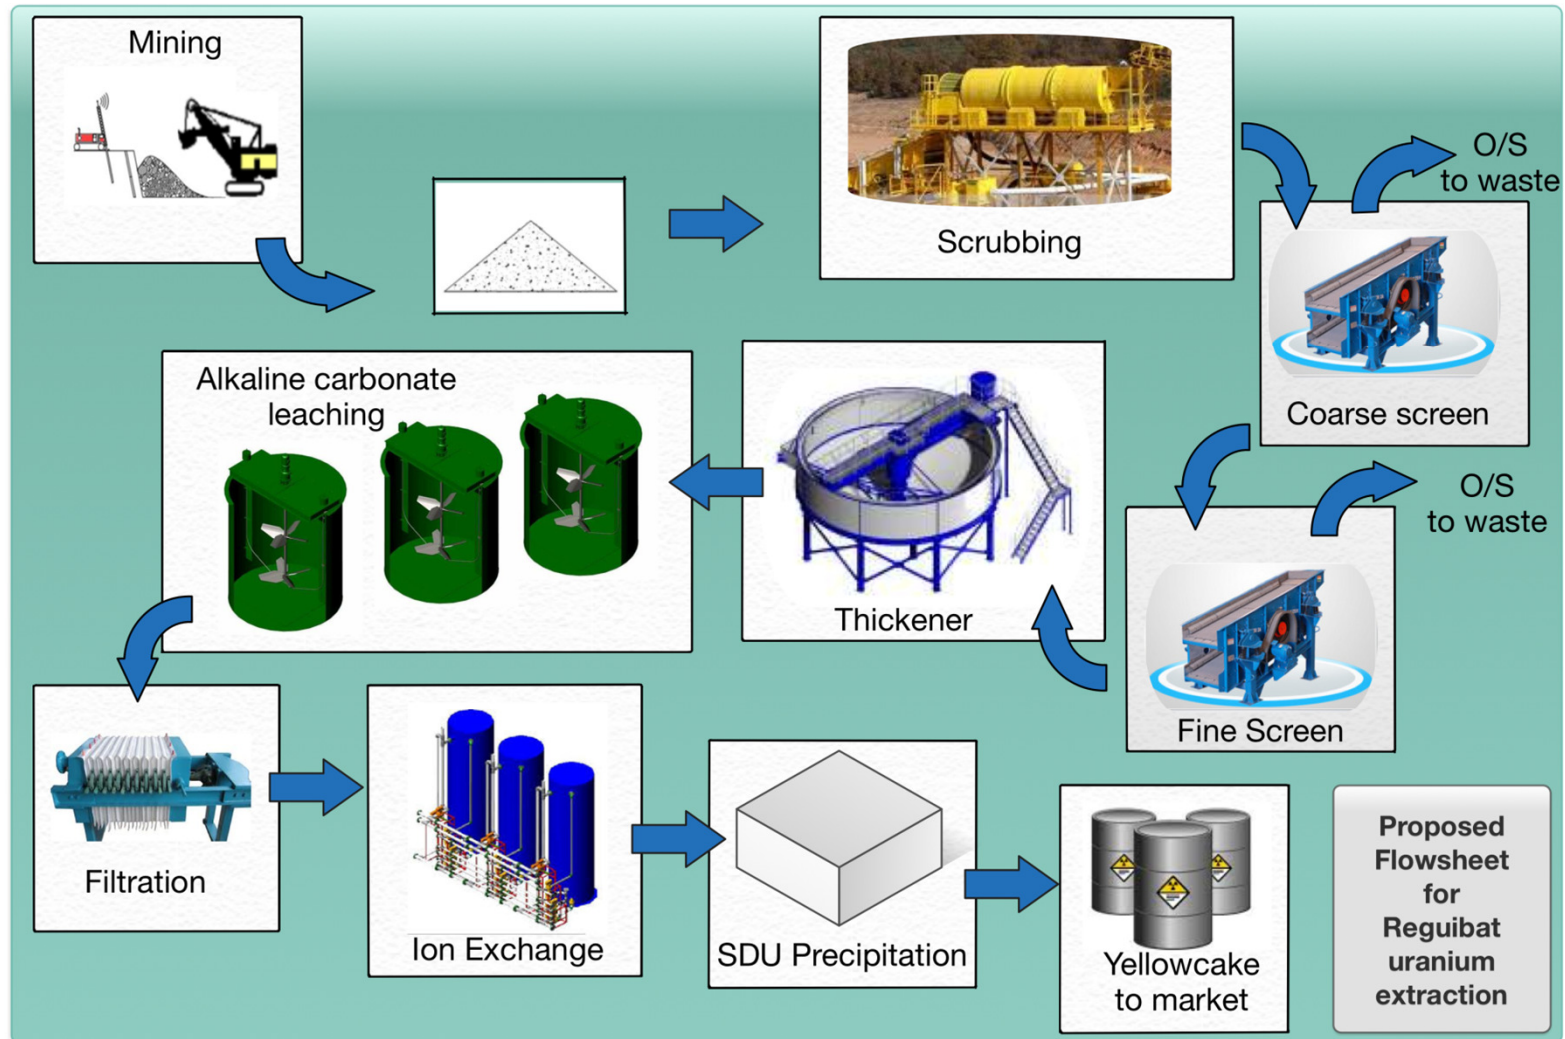 Mining
Scrubbing
O/S
to waste
Coarse screen
O/S
to waste
Fine Screen
Thickener
Alkaline carbonate
leaching
Filtration
Ion Exchange
SDU Precipitation
Yellowcake
to market
Proposed
Flowsheet
for
Reguibat
uranium
extraction